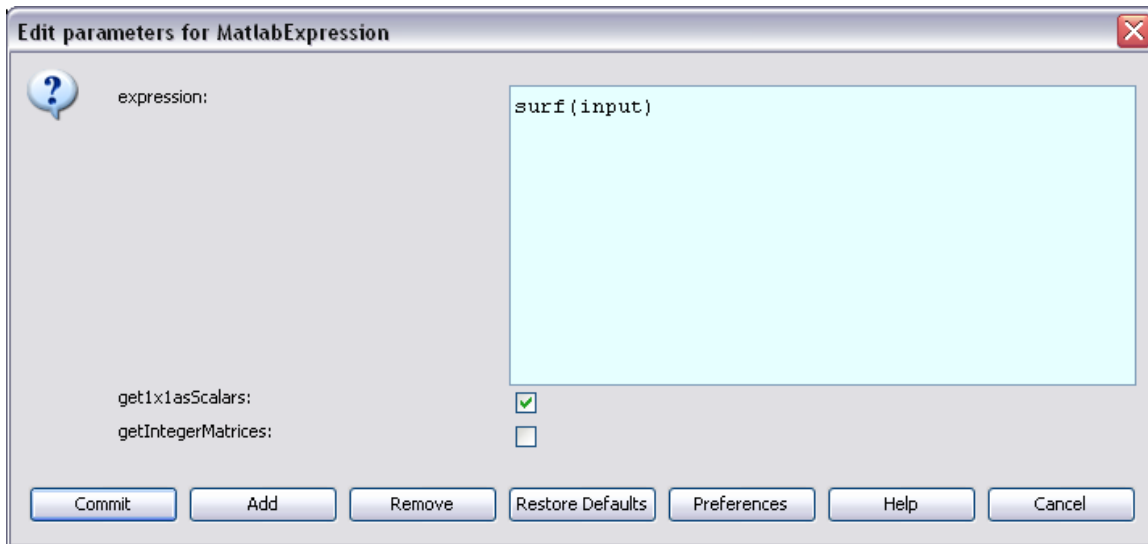 Edit parameters for MatlabExpression
expression:
surf(input)
get1x1asScalars:
getIntegerMatrices:
Commit Add Remove Restore Defaults Preferences Help Cancel